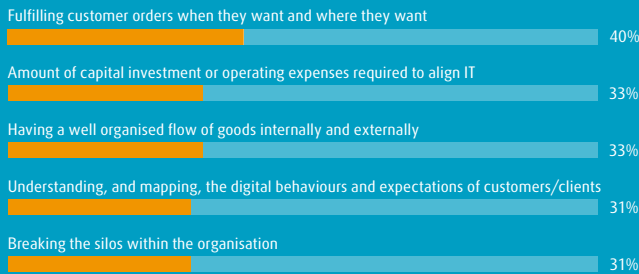 Fulfilling customer orders when they want and where they want
40%
Amount of capital investment or operating expenses required to align IT
33%
Having a well organised flow of goods internally and externally
33%
Understanding, and mapping, the digital behaviours and expectations of customers/clients
31%
Breaking the silos within the organisation
31%